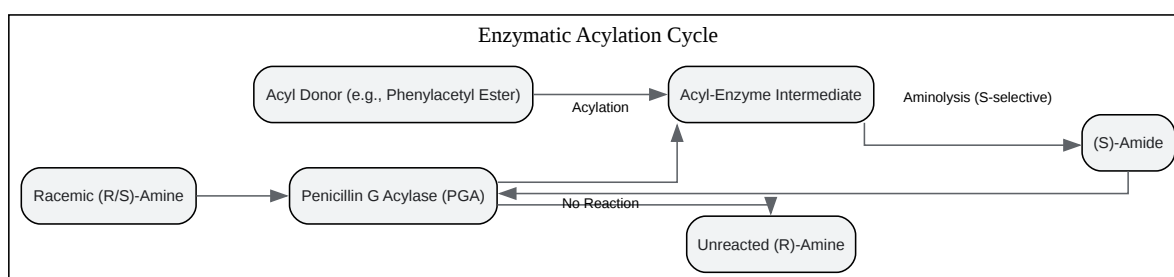 Enzymatic Acylation Cycle
Acyl Donor (e.g., Phenylacetyl Ester)
Acylation
Acyl-Enzyme Intermediate
Aminolysis (S-selective)
(S)-Amide
Racemic (R/S)-Amine
Penicillin G Acylase (PGA)
No Reaction
Unreacted (R)-Amine